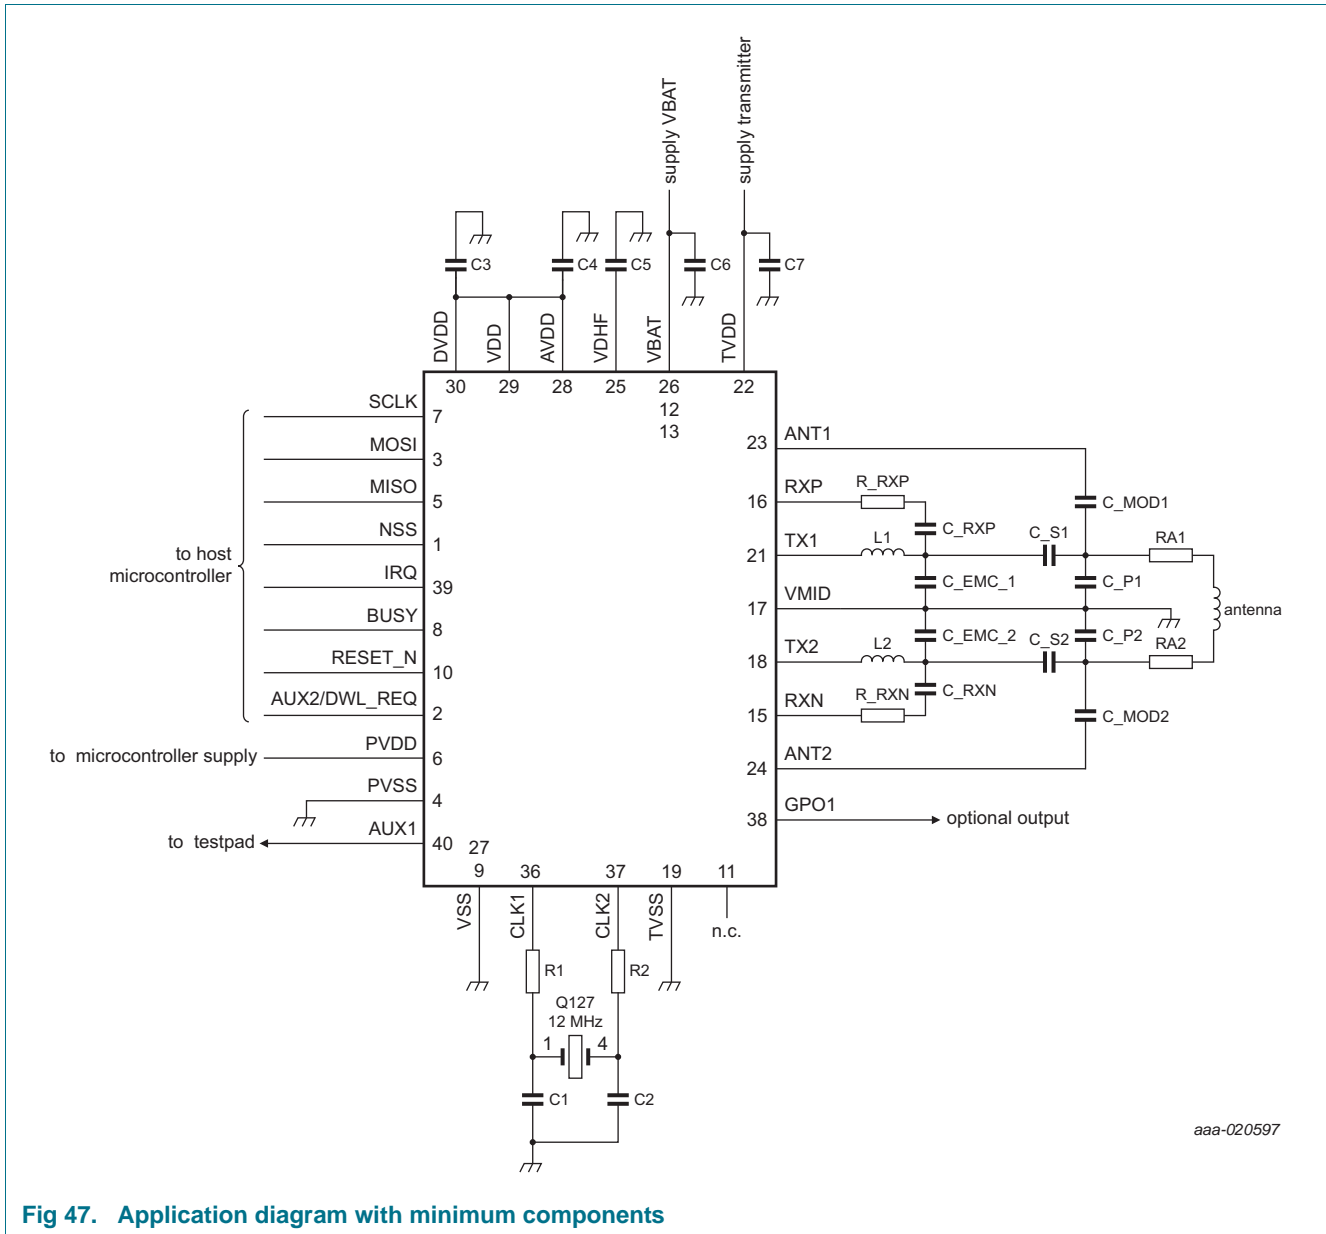 supply VBAT
supply transmitter
C3
C4
C5
C6
C7
DVDD
VDD
AVDD
VDHF
VBAT
TVDD
30
29
28
25
26
22
12
13
SCLK
7
MOSI
3
MISO
5
NSS
1
to host
microcontroller
IRQ
39
BUSY
8
RESET_N
10
AUX2/DWL_REQ
2
to microcontroller supply
PVDD
6
PVSS
4
to testpad
AUX1
40
27
9
36
37
19
11
23
ANT1
16
RXP
R_RXP
C_MOD1
C_RXP
21
TX1
L1
C_S1
RA1
C_EMC_1
C_P1
17
VMID
antenna
C_EMC_2
C_P2
18
TX2
L2
C_S2
RA2
C_RXN
15
RXN
R_RXN
C_MOD2
24
ANT2
38
GPO1
optional output
VSS
CLK1
CLK2
TVSS
n.c.
R1
R2
Q127
12 MHz
1
4
C1
C2
aaa-020597
Fig 47. Application diagram with minimum components